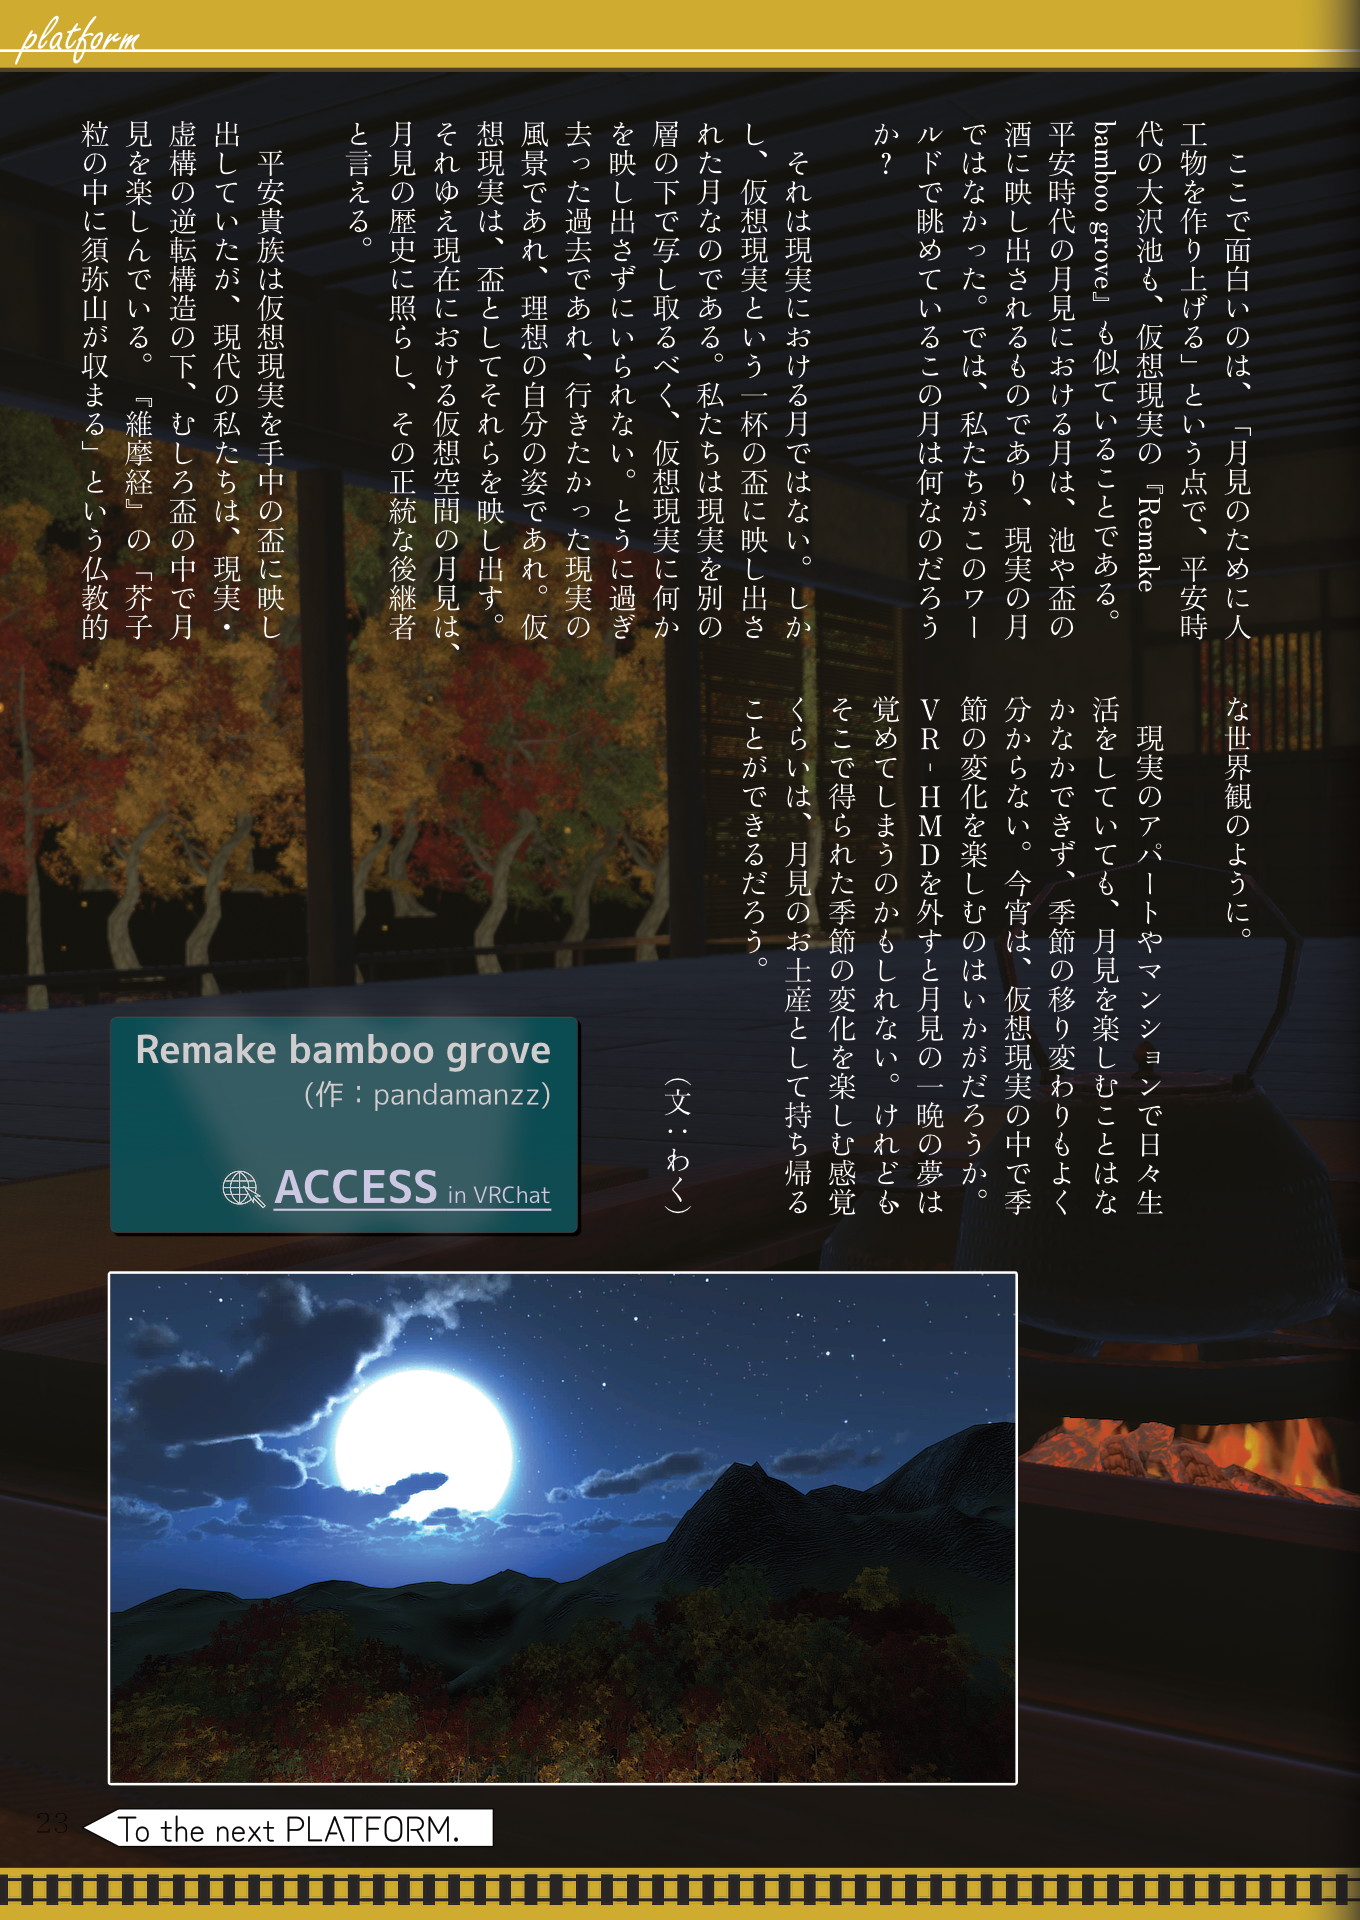 platform
ここで面白いのは、「月見のために人
工物を作り上げる」という点で、平安時
代の大沢池も、仮想現実の『Remake
bamboo grove』も似ていることである。
平安時代の月見における月は、池や盃の
酒に映し出されるものであり、現実の月
ではなかった。では、私たちがこのワー
ルドで眺めているこの月は何なのだろう
か?
それは現実における月ではない。しか
し、仮想現実という一杯の盃に映し出さ
れた月なのである。私たちは現実を別の
層の下で写し取るべく、仮想現実に何か
を映し出さずにいられない。とうに過ぎ
去った過去であれ、行きたかった現実の
風景であれ、理想の自分の姿であれ。仮
想現実は、盃としてそれらを映し出す。
それゆえ現在における仮想空間の月見は、
月見の歴史に照らし、その正統な後継者
と言える。
平安貴族は仮想現実を手中の盃に映し
出していたが、現代の私たちは、現実・
虚構の逆転構造の下、むしろ盃の中で月
見を楽しんでいる。『維摩経』の「芥子
粒の中に須弥山が収まる」という仏教的
な世界観のように。
現実のアパートやマンションで日々生
活をしていても、月見を楽しむことはな
かなかできず、季節の移り変わりもよく
分からない。今宵は、仮想現実の中で季
節の変化を楽しむのはいかがだろうか。
VR-HMDを外すと月見の一晩の夢は
覚めてしまうのかもしれない。けれども、
そこで得られた季節の変化を楽しむ感覚
くらいは、月見のお土産として持ち帰る
ことができるだろう。
(文:わく)
Remake bamboo grove
(作:pandamanzz)
ACCESS in VRChat
23
To the next PLATFORM.